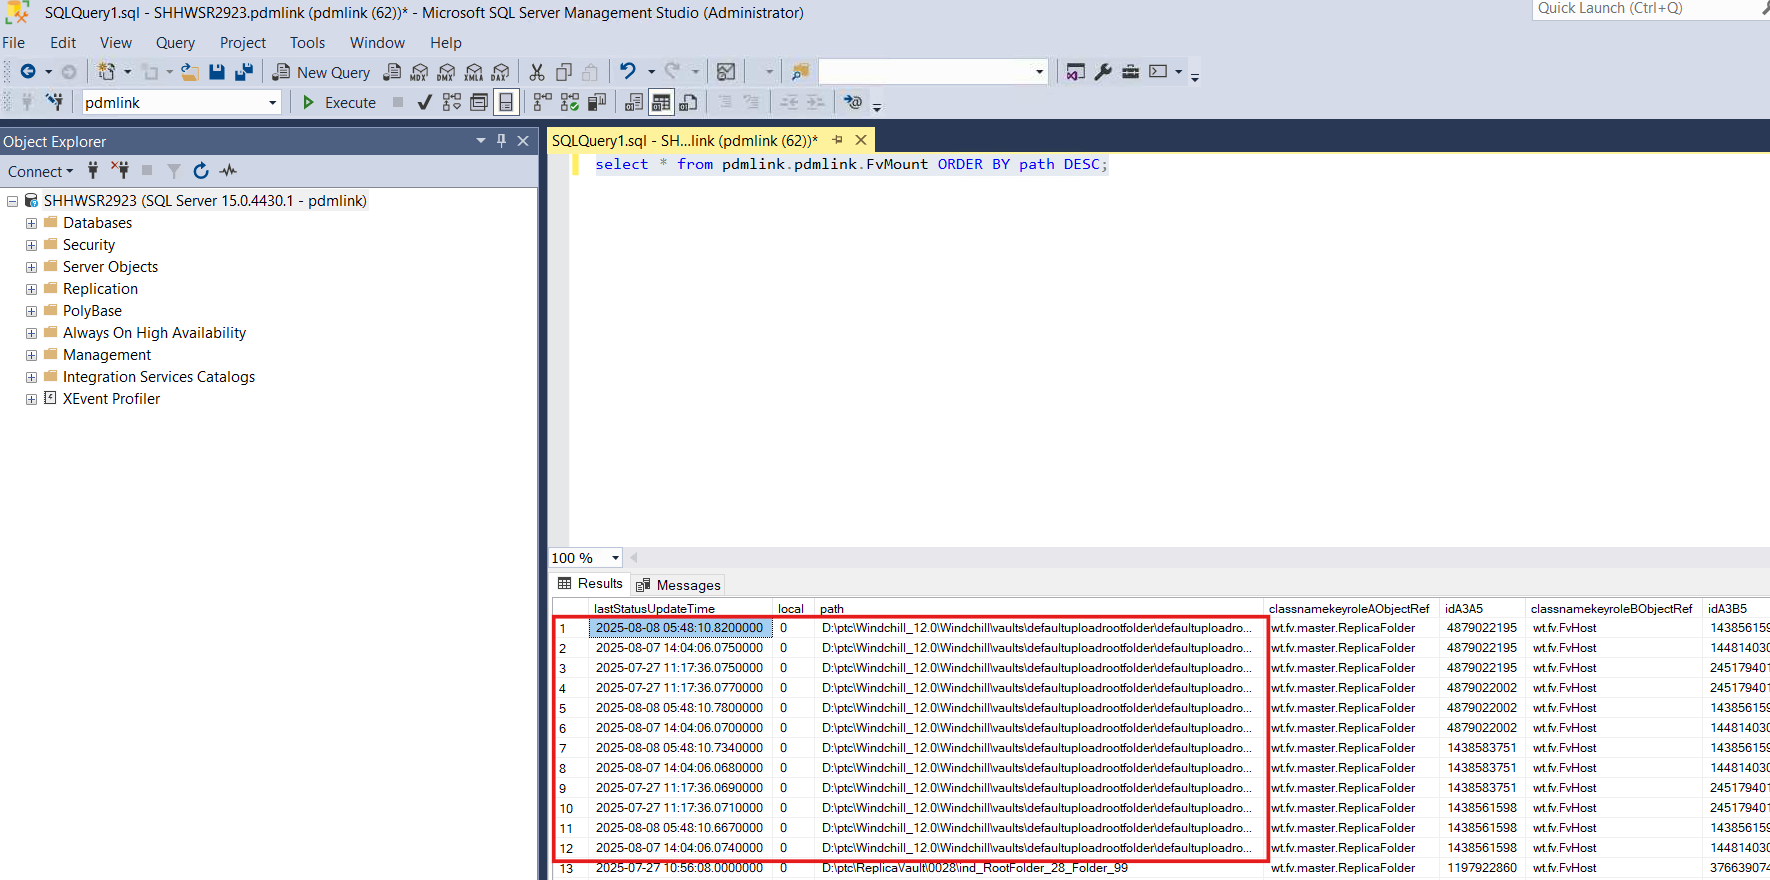 SQLQuery1.sql - SHHWSR2923.pdmlink (pdmlink (62))* - Microsoft SQL Server Management Studio (Administrator)
Quick Launch (Ctrl+Q)
File Edit View Query Project Tools Window Help
New Query MDX DMX XMLA DAX
pdmlink Execute
Object Explorer
SQLQuery1.sql - SH...link (pdmlink (62))*
select * from pdmlink.pdmlink.FvMount ORDER BY path DESC;
Connect
SHHWSR2923 (SQL Server 15.0.4430.1 - pdmlink)
Databases
Security
Server Objects
Replication
PolyBase
Always On High Availability
Management
Integration Services Catalogs
XEvent Profiler
100 %
Results Messages
lastStatusUpdateTime local path classnamekeyroleAObjectRef idA3A5 classnamekeyroleBObjectRef idA3B5
1 2025-08-08 05:48:10.8200000 0 D:\ptc\Windchill_12.0\Windchill\vaults\defaultuploadrootfolder\defaultuploadro... wt.fv.master.ReplicaFolder 4879022195 wt.fv.FvHost 143856159
2 2025-08-07 14:04:06.0750000 0 D:\ptc\Windchill_12.0\Windchill\vaults\defaultuploadrootfolder\defaultuploadro... wt.fv.master.ReplicaFolder 4879022195 wt.fv.FvHost 144814030
3 2025-07-27 11:17:36.0750000 0 D:\ptc\Windchill_12.0\Windchill\vaults\defaultuploadrootfolder\defaultuploadro... wt.fv.master.ReplicaFolder 4879022195 wt.fv.FvHost 245179401
4 2025-07-27 11:17:36.0770000 0 D:\ptc\Windchill_12.0\Windchill\vaults\defaultuploadrootfolder\defaultuploadro... wt.fv.master.ReplicaFolder 4879022002 wt.fv.FvHost 245179401
5 2025-08-08 05:48:10.7800000 0 D:\ptc\Windchill_12.0\Windchill\vaults\defaultuploadrootfolder\defaultuploadro... wt.fv.master.ReplicaFolder 4879022002 wt.fv.FvHost 143856159
6 2025-08-07 14:04:06.0700000 0 D:\ptc\Windchill_12.0\Windchill\vaults\defaultuploadrootfolder\defaultuploadro... wt.fv.master.ReplicaFolder 4879022002 wt.fv.FvHost 144814030
7 2025-08-08 05:48:10.7340000 0 D:\ptc\Windchill_12.0\Windchill\vaults\defaultuploadrootfolder\defaultuploadro... wt.fv.master.ReplicaFolder 1438583751 wt.fv.FvHost 143856159
8 2025-08-07 14:04:06.0680000 0 D:\ptc\Windchill_12.0\Windchill\vaults\defaultuploadrootfolder\defaultuploadro... wt.fv.master.ReplicaFolder 1438583751 wt.fv.FvHost 144814030
9 2025-07-27 11:17:36.0690000 0 D:\ptc\Windchill_12.0\Windchill\vaults\defaultuploadrootfolder\defaultuploadro... wt.fv.master.ReplicaFolder 1438583751 wt.fv.FvHost 245179401
10 2025-07-27 11:17:36.0710000 0 D:\ptc\Windchill_12.0\Windchill\vaults\defaultuploadrootfolder\defaultuploadro... wt.fv.master.ReplicaFolder 1438561598 wt.fv.FvHost 245179401
11 2025-08-08 05:48:10.6670000 0 D:\ptc\Windchill_12.0\Windchill\vaults\defaultuploadrootfolder\defaultuploadro... wt.fv.master.ReplicaFolder 1438561598 wt.fv.FvHost 143856159
12 2025-08-07 14:04:06.0740000 0 D:\ptc\Windchill_12.0\Windchill\vaults\defaultuploadrootfolder\defaultuploadro... wt.fv.master.ReplicaFolder 1438561598 wt.fv.FvHost 144814030
13 2025-07-27 10:56:08.0000000 0 D:\ptc\ReplicaVault\0028\ind_RootFolder_28_Folder_99 wt.fv.master.ReplicaFolder 1197922860 wt.fv.FvHost 376639074